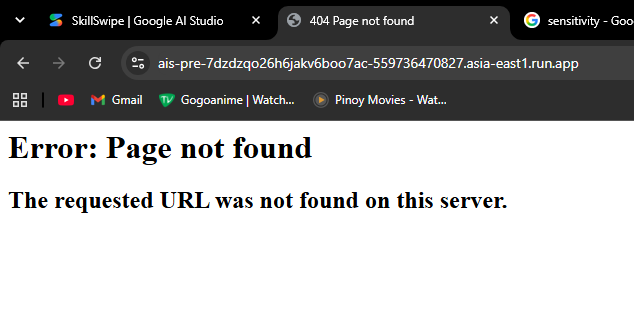 SkillSwipe | Google AI Studio
404 Page not found
sensitivity - Goo
ais-pre-7dzdzqo26h6jakv6boo7ac-559736470827.asia-east1.run.app
Gmail
Gogoanime | Watch...
Pinoy Movies - Wat...
Error: Page not found
The requested URL was not found on this server.